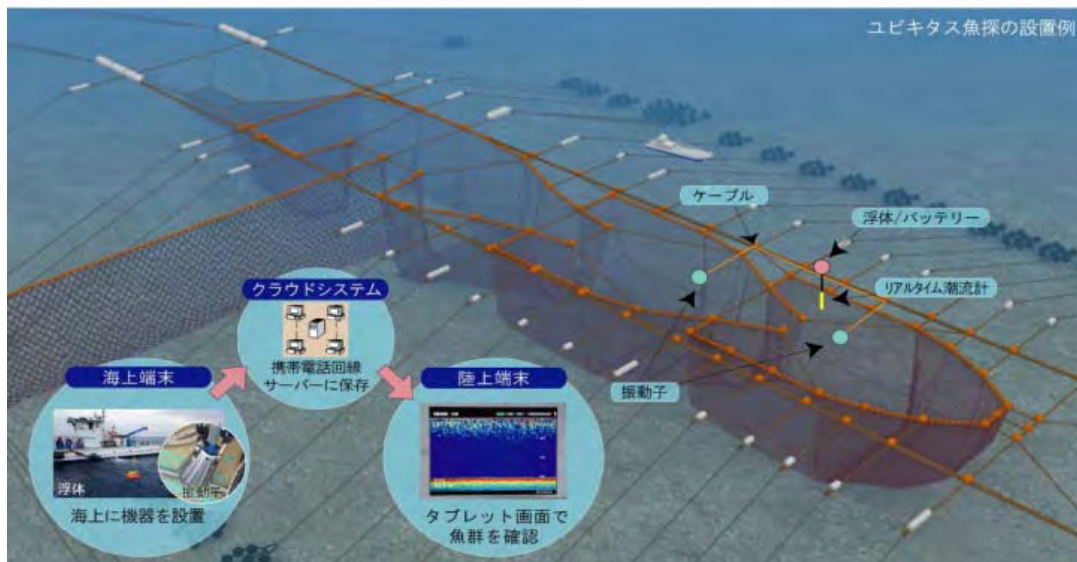 ユビキタス魚探の設置例
ケーブル
浮体/バッテリー
リアルタイム潮流計
振動子
クラウドシステム
携帯電話回線
サーバーに保存
海上端末
浮体
振動子
海上に機器を設置
陸上端末
タブレット画面で
魚群を確認